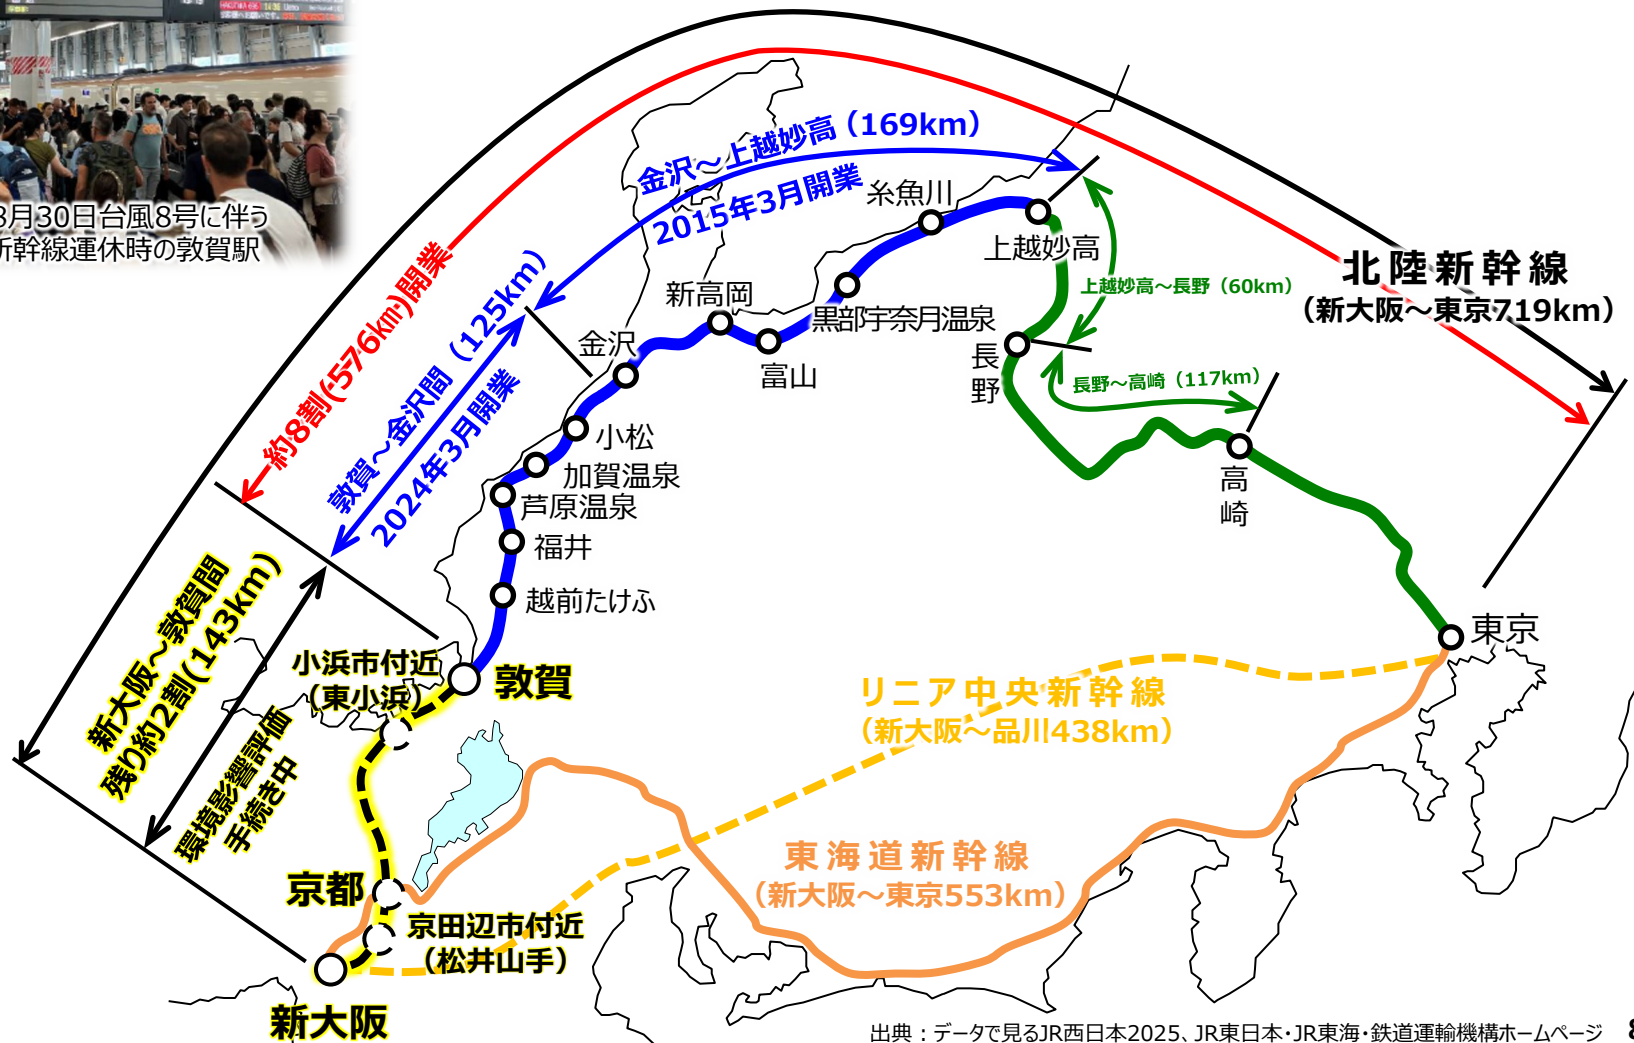 月30日台風8号に伴う
新幹線運休時の敦賀駅
金沢～上越妙高（169km）
2015年3月開業
糸魚川
上越妙高
上越妙高～長野（60km）
北陸新幹線
（新大阪～東京719km）
約8割(576km)開業
敦賀～金沢間（125km）
2024年3月開業
新高岡
黒部宇奈月温泉
金沢
富山
長野
長野～高崎（117km）
小松
加賀温泉
芦原温泉
高崎
福井
越前たけふ
東京
新大阪～敦賀間
残り約2割(143km)
環境影響評価
手続き中
小浜市付近
（東小浜）
敦賀
リニア中央新幹線
（新大阪～品川438km）
東海道新幹線
（新大阪～東京553km）
京都
京田辺市付近
（松井山手）
新大阪
出典：データで見るJR西日本2025、JR東日本・JR東海・鉄道運輸機構ホームページ